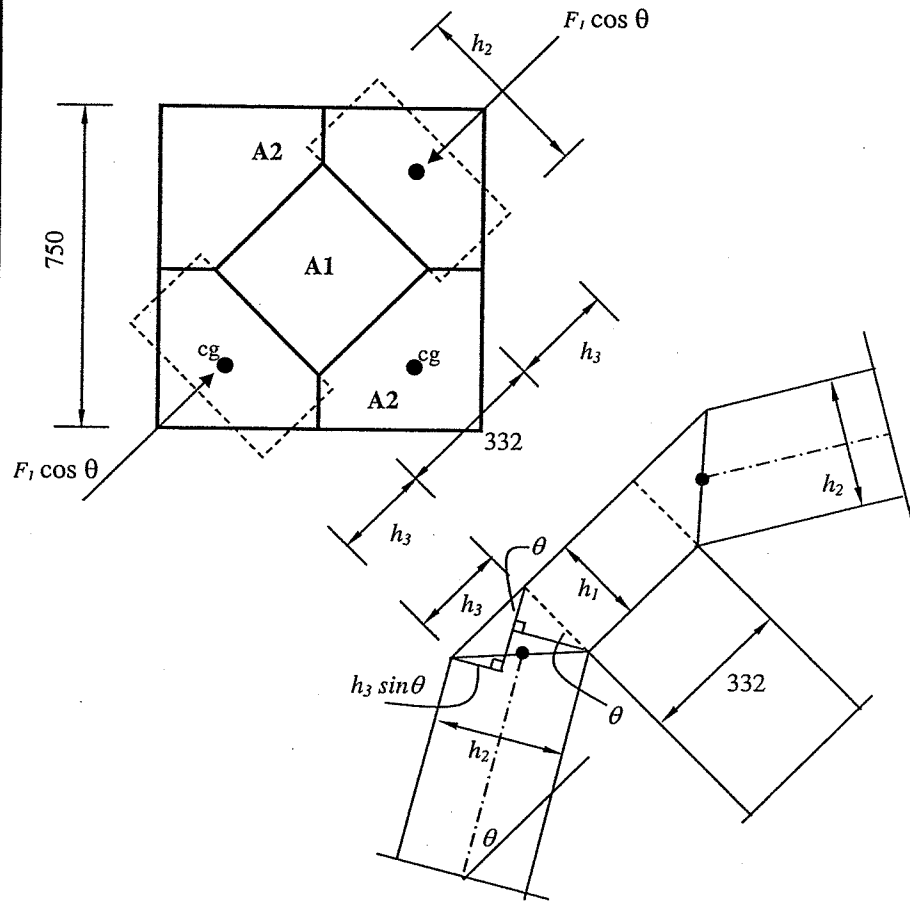 F₁ cos θ
h₂
A2
750
A1
cg
cg
A2
h₃
332
F₁ cos θ
h₃
h₂
θ
h₁
h₃
332
h₃ sinθ
θ
h₂
θ